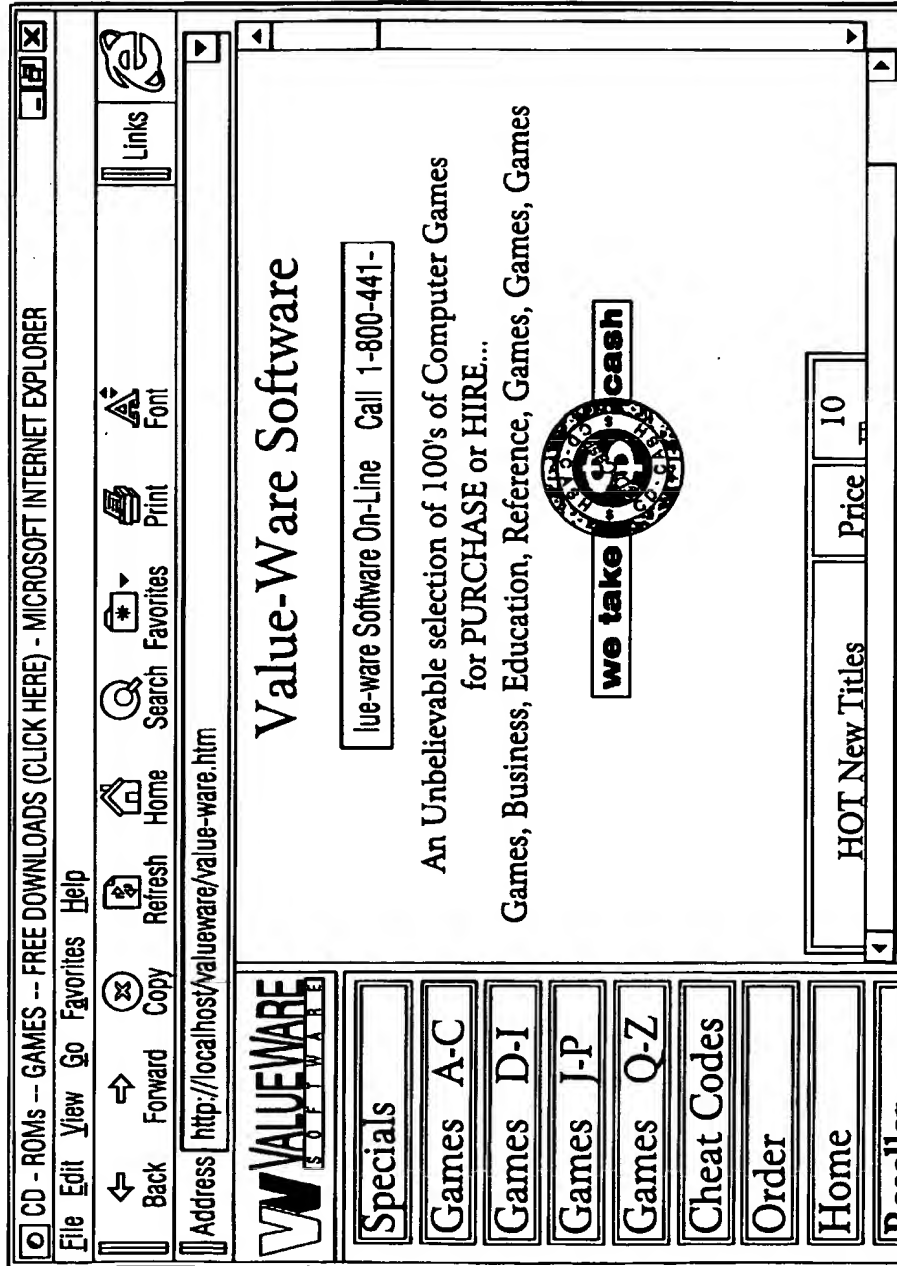 CD - ROMs -- GAMES -- FREE DOWNLOADS (CLICK HERE) - MICROSOFT INTERNET EXPLORER
File Edit View Go Favorites Help
Back Forward Copy Refresh Home Search Favorites Print Font Links
Address http://localhost/valueware/value-ware.htm
VALUEWARE
SOFTWARE
Specials
Games A-C
Games D-I
Games J-P
Games Q-Z
Cheat Codes
Order
Home
Value-Ware Software
lue-ware Software On-Line Call 1-800-441-
An Unbelievable selection of 100's of Computer Games
for PURCHASE or HIRE...
Games, Business, Education, Reference, Games, Games, Games
we take cash
CD-CASH $ CD-CASH $
HOT New Titles Price 10